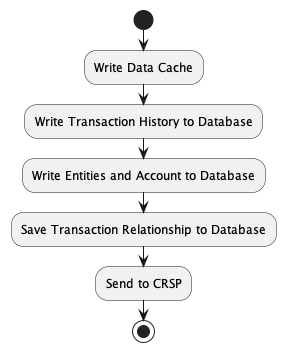 Write Data Cache
Write Transaction History to Database
Write Entities and Account to Database
Save Transaction Relationship to Database
Send to CRSP